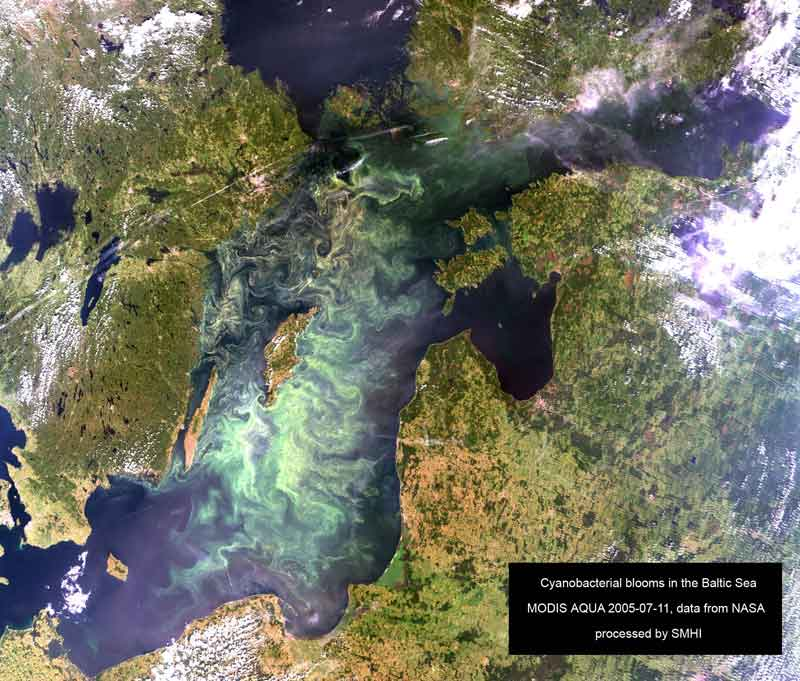 Cyanobacterial blooms in the Baltic Sea
MODIS AQUA 2005-07-11, data from NASA
processed by SMHI